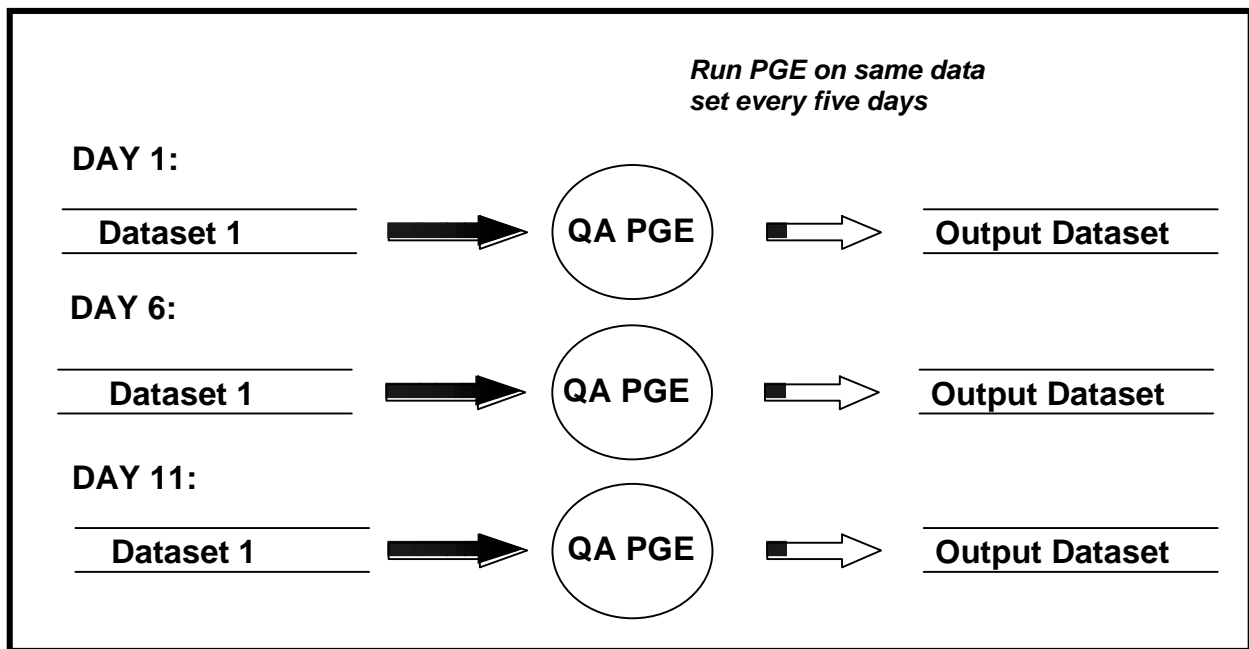 Run PGE on same data
set every five days
DAY 1:
Dataset 1
QA PGE
Output Dataset
DAY 6:
Dataset 1
QA PGE
Output Dataset
DAY 11:
Dataset 1
QA PGE
Output Dataset